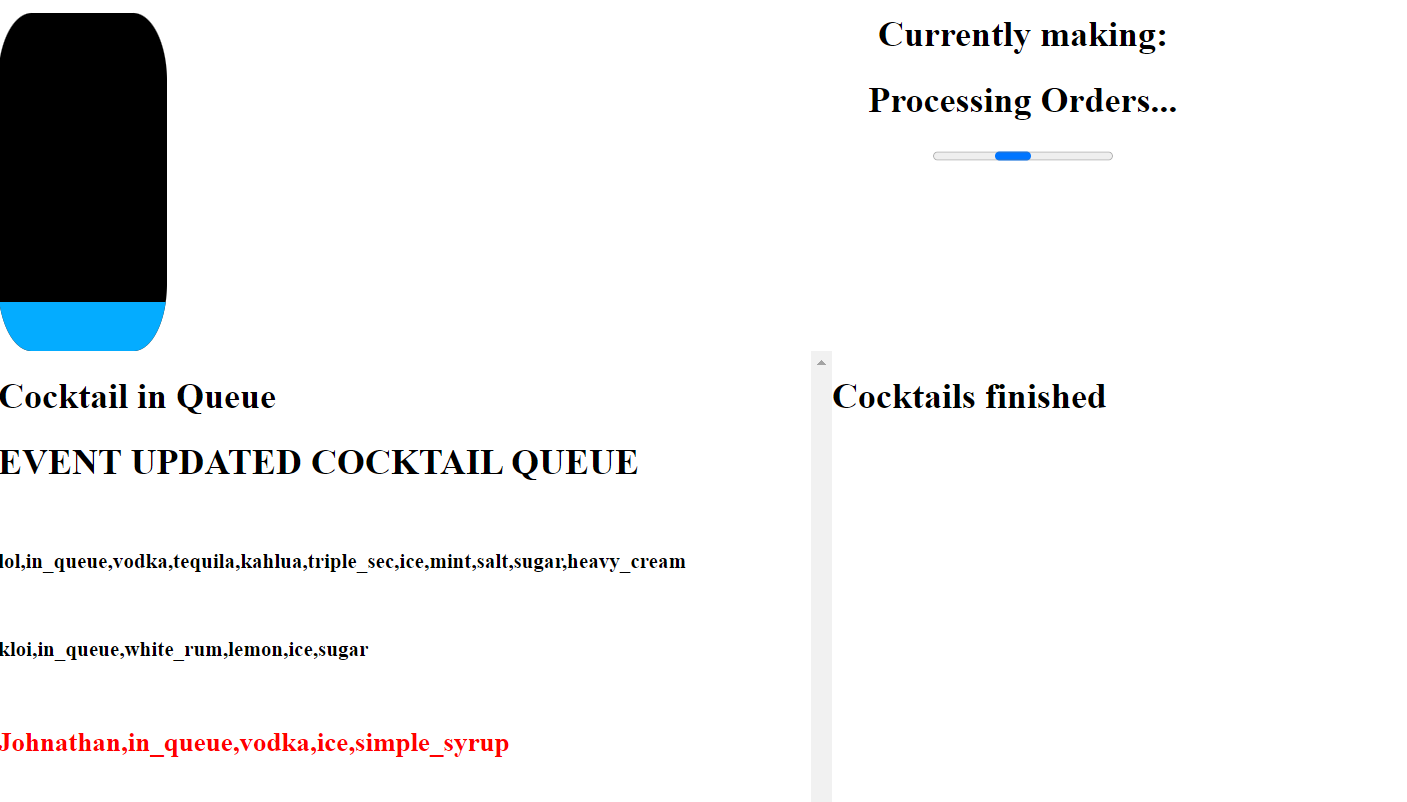 Currently making:
Processing Orders...
Cocktail in Queue
EVENT UPDATED COCKTAIL QUEUE
lol,in_queue,vodka,tequila,kahlua,triple_sec,ice,mint,salt,sugar,heavy_cream
kloi,in_queue,white_rum,lemon,ice,sugar
Johnathan,in_queue,vodka,ice,simple_syrup
Cocktails finished